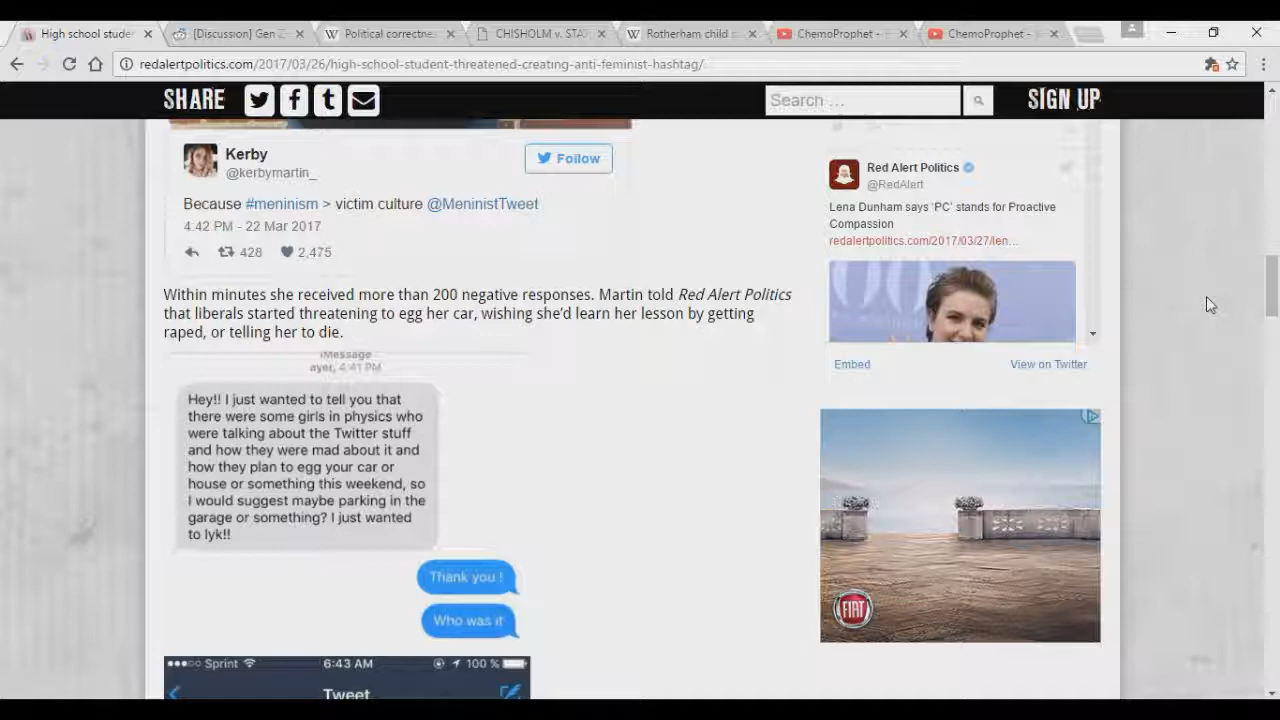 High school stude
[Discussion] Gen Z
Political correctne
CHISHOLM v. STA
Rotherham child s
ChemoProphet -
ChemoProphet -
redalertpolitics.com/2017/03/26/high-school-student-threatened-creating-anti-feminist-hashtag/
SHARE
Search ...
SIGN UP
Kerby
@kerbymartin_
Follow
Because #meninism > victim culture @MeninistTweet
4:42 PM - 22 Mar 2017
428
2,475
Within minutes she received more than 200 negative responses. Martin told Red Alert Politics
that liberals started threatening to egg her car, wishing she'd learn her lesson by getting
raped, or telling her to die.
iMessage
ayer, 4:41 PM
Hey!! I just wanted to tell you that
there were some girls in physics who
were talking about the Twitter stuff
and how they were mad about it and
how they plan to egg your car or
house or something this weekend, so
I would suggest maybe parking in the
garage or something? I just wanted
to lyk!!
Thank you !
Who was it
Sprint 6:43 AM 100 %
Tweet
Red Alert Politics
@RedAlert
Lena Dunham says 'PC' stands for Proactive
Compassion
redalertpolitics.com/2017/03/27/len...
Embed
View on Twitter
FIAT